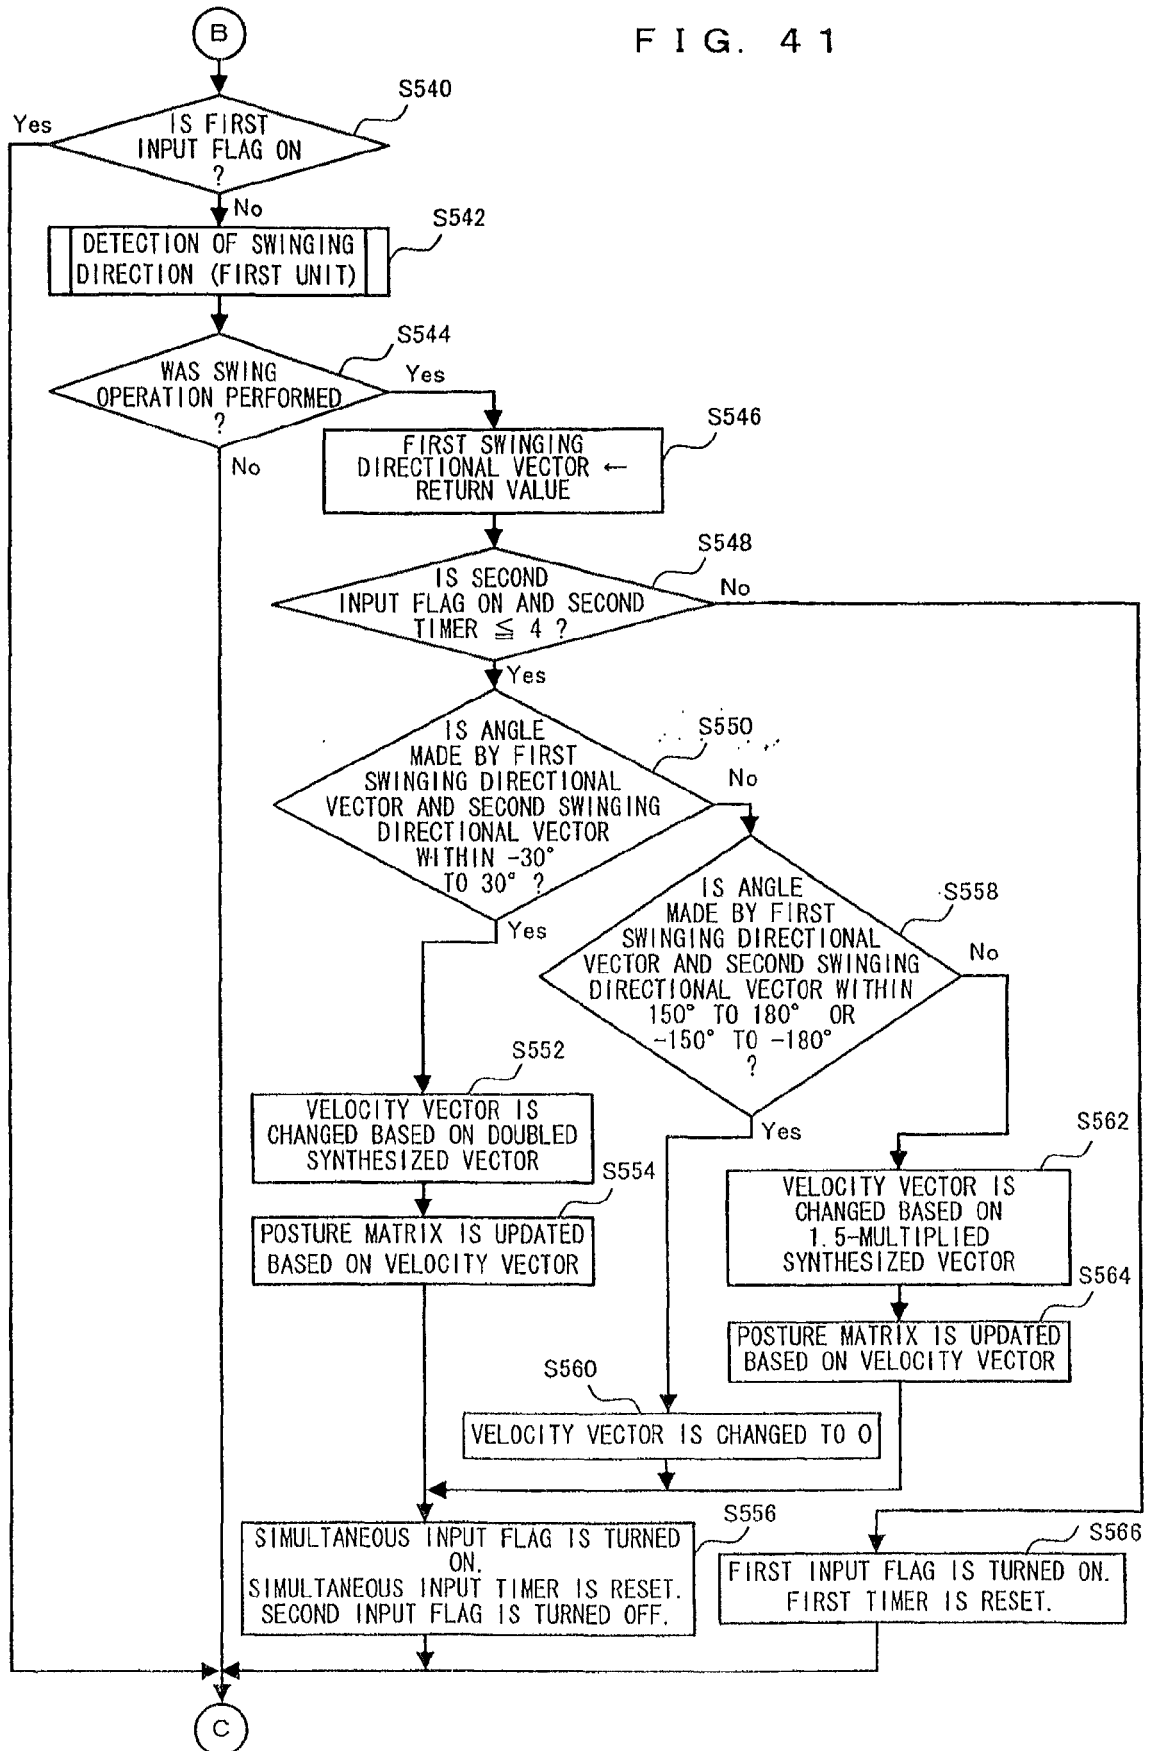 FIG. 41
B
S540
Yes
IS FIRST
INPUT FLAG ON
?
No
S542
DETECTION OF SWINGING
DIRECTION (FIRST UNIT)
S544
WAS SWING
OPERATION PERFORMED
?
Yes
No
S546
FIRST SWINGING
DIRECTIONAL VECTOR ←
RETURN VALUE
S548
IS SECOND
INPUT FLAG ON AND SECOND
TIMER ≦ 4 ?
No
Yes
S550
IS ANGLE
MADE BY FIRST
SWINGING DIRECTIONAL
VECTOR AND SECOND SWINGING
DIRECTIONAL VECTOR
WITHIN -30°
TO 30° ?
No
Yes
S558
IS ANGLE
MADE BY FIRST
SWINGING DIRECTIONAL
VECTOR AND SECOND SWINGING
DIRECTIONAL VECTOR WITHIN
150° TO 180° OR
-150° TO -180°
?
No
Yes
S552
VELOCITY VECTOR IS
CHANGED BASED ON DOUBLED
SYNTHESIZED VECTOR
S554
POSTURE MATRIX IS UPDATED
BASED ON VELOCITY VECTOR
S562
VELOCITY VECTOR IS
CHANGED BASED ON
1.5-MULTIPLIED
SYNTHESIZED VECTOR
S564
POSTURE MATRIX IS UPDATED
BASED ON VELOCITY VECTOR
S560
VELOCITY VECTOR IS CHANGED TO 0
S556
SIMULTANEOUS INPUT FLAG IS TURNED
ON.
SIMULTANEOUS INPUT TIMER IS RESET.
SECOND INPUT FLAG IS TURNED OFF.
S566
FIRST INPUT FLAG IS TURNED ON.
FIRST TIMER IS RESET.
C